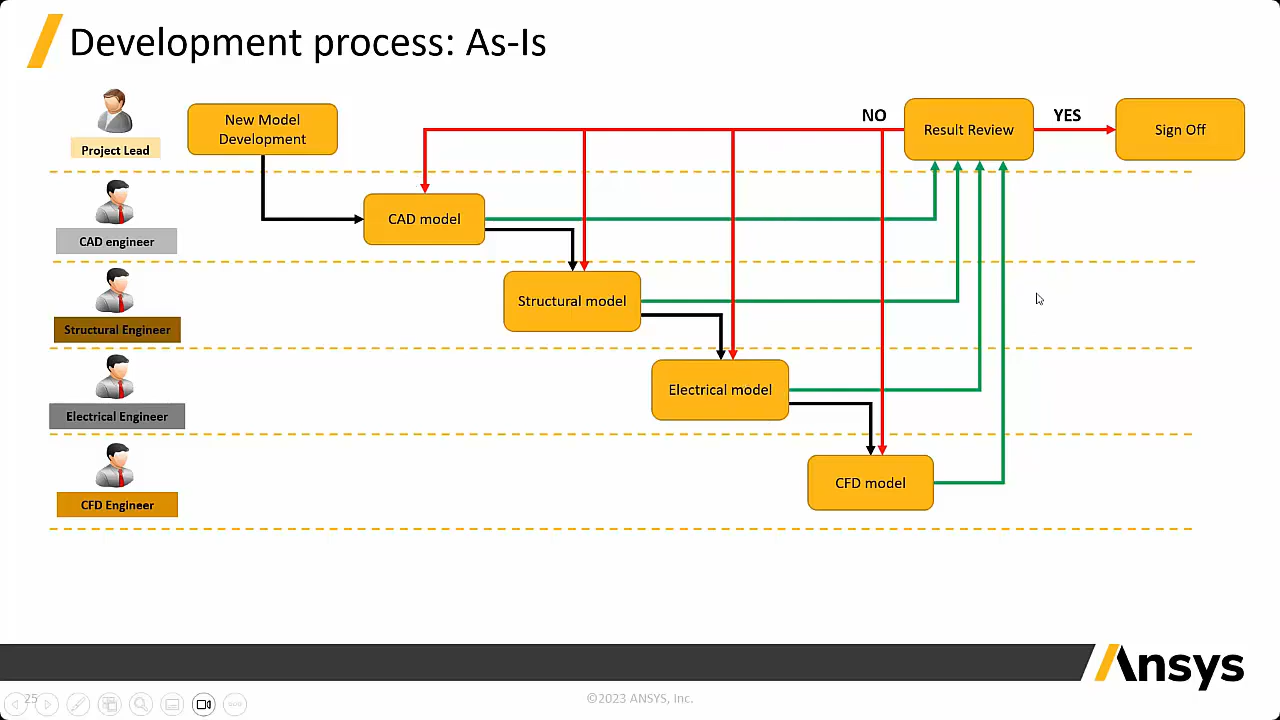 Development process: As-Is
New Model
Development
NO
Result Review
YES
Sign Off
Project Lead
CAD model
CAD engineer
Structural model
Structural Engineer
Electrical model
Electrical Engineer
CFD model
CFD Engineer
Ansys
25
©2023 ANSYS, Inc.